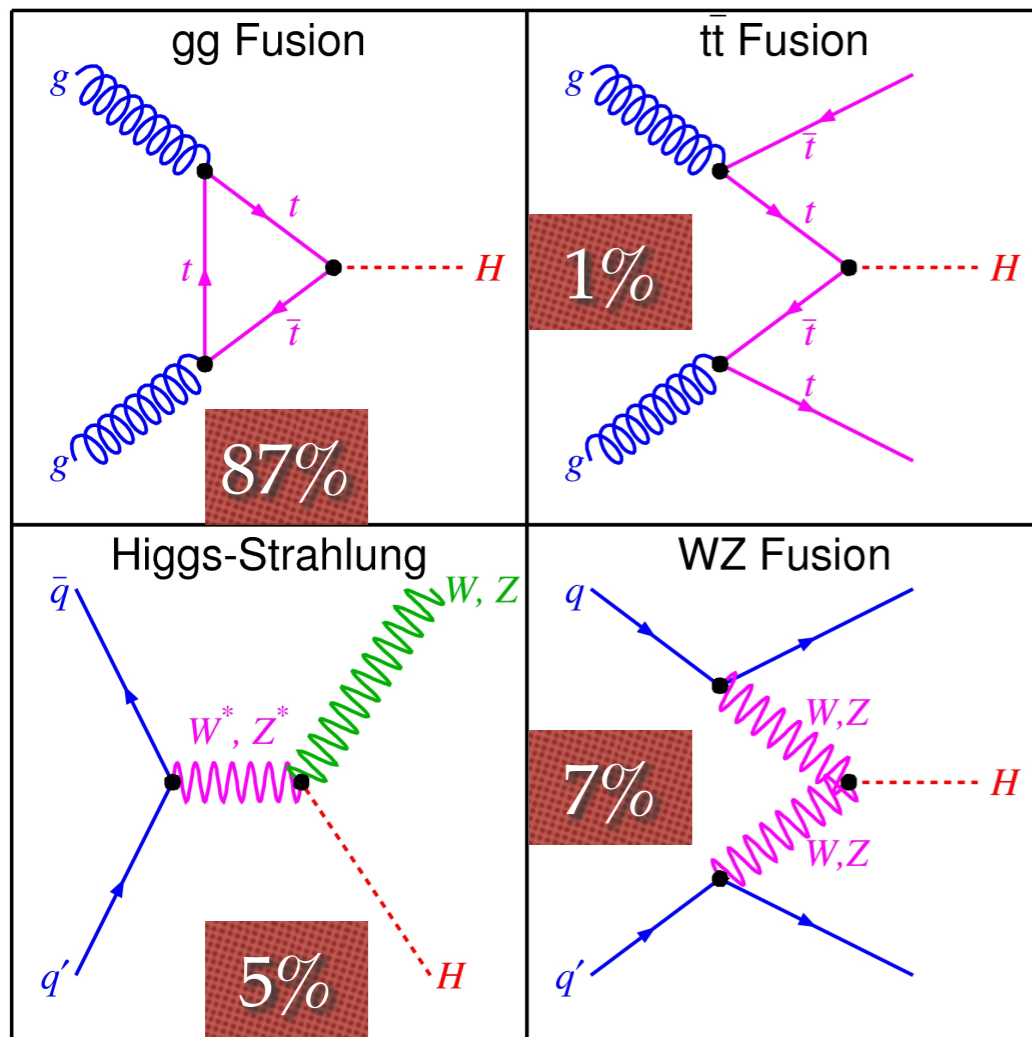 gg Fusion
g
t
t
t̄
H
g
87%
tt̄ Fusion
g
t̄
t
1%
H
t̄
t
g
Higgs-Strahlung
q̄
W, Z
W*, Z*
q′
5%
H
WZ Fusion
q
W,Z
7%
H
W,Z
q′